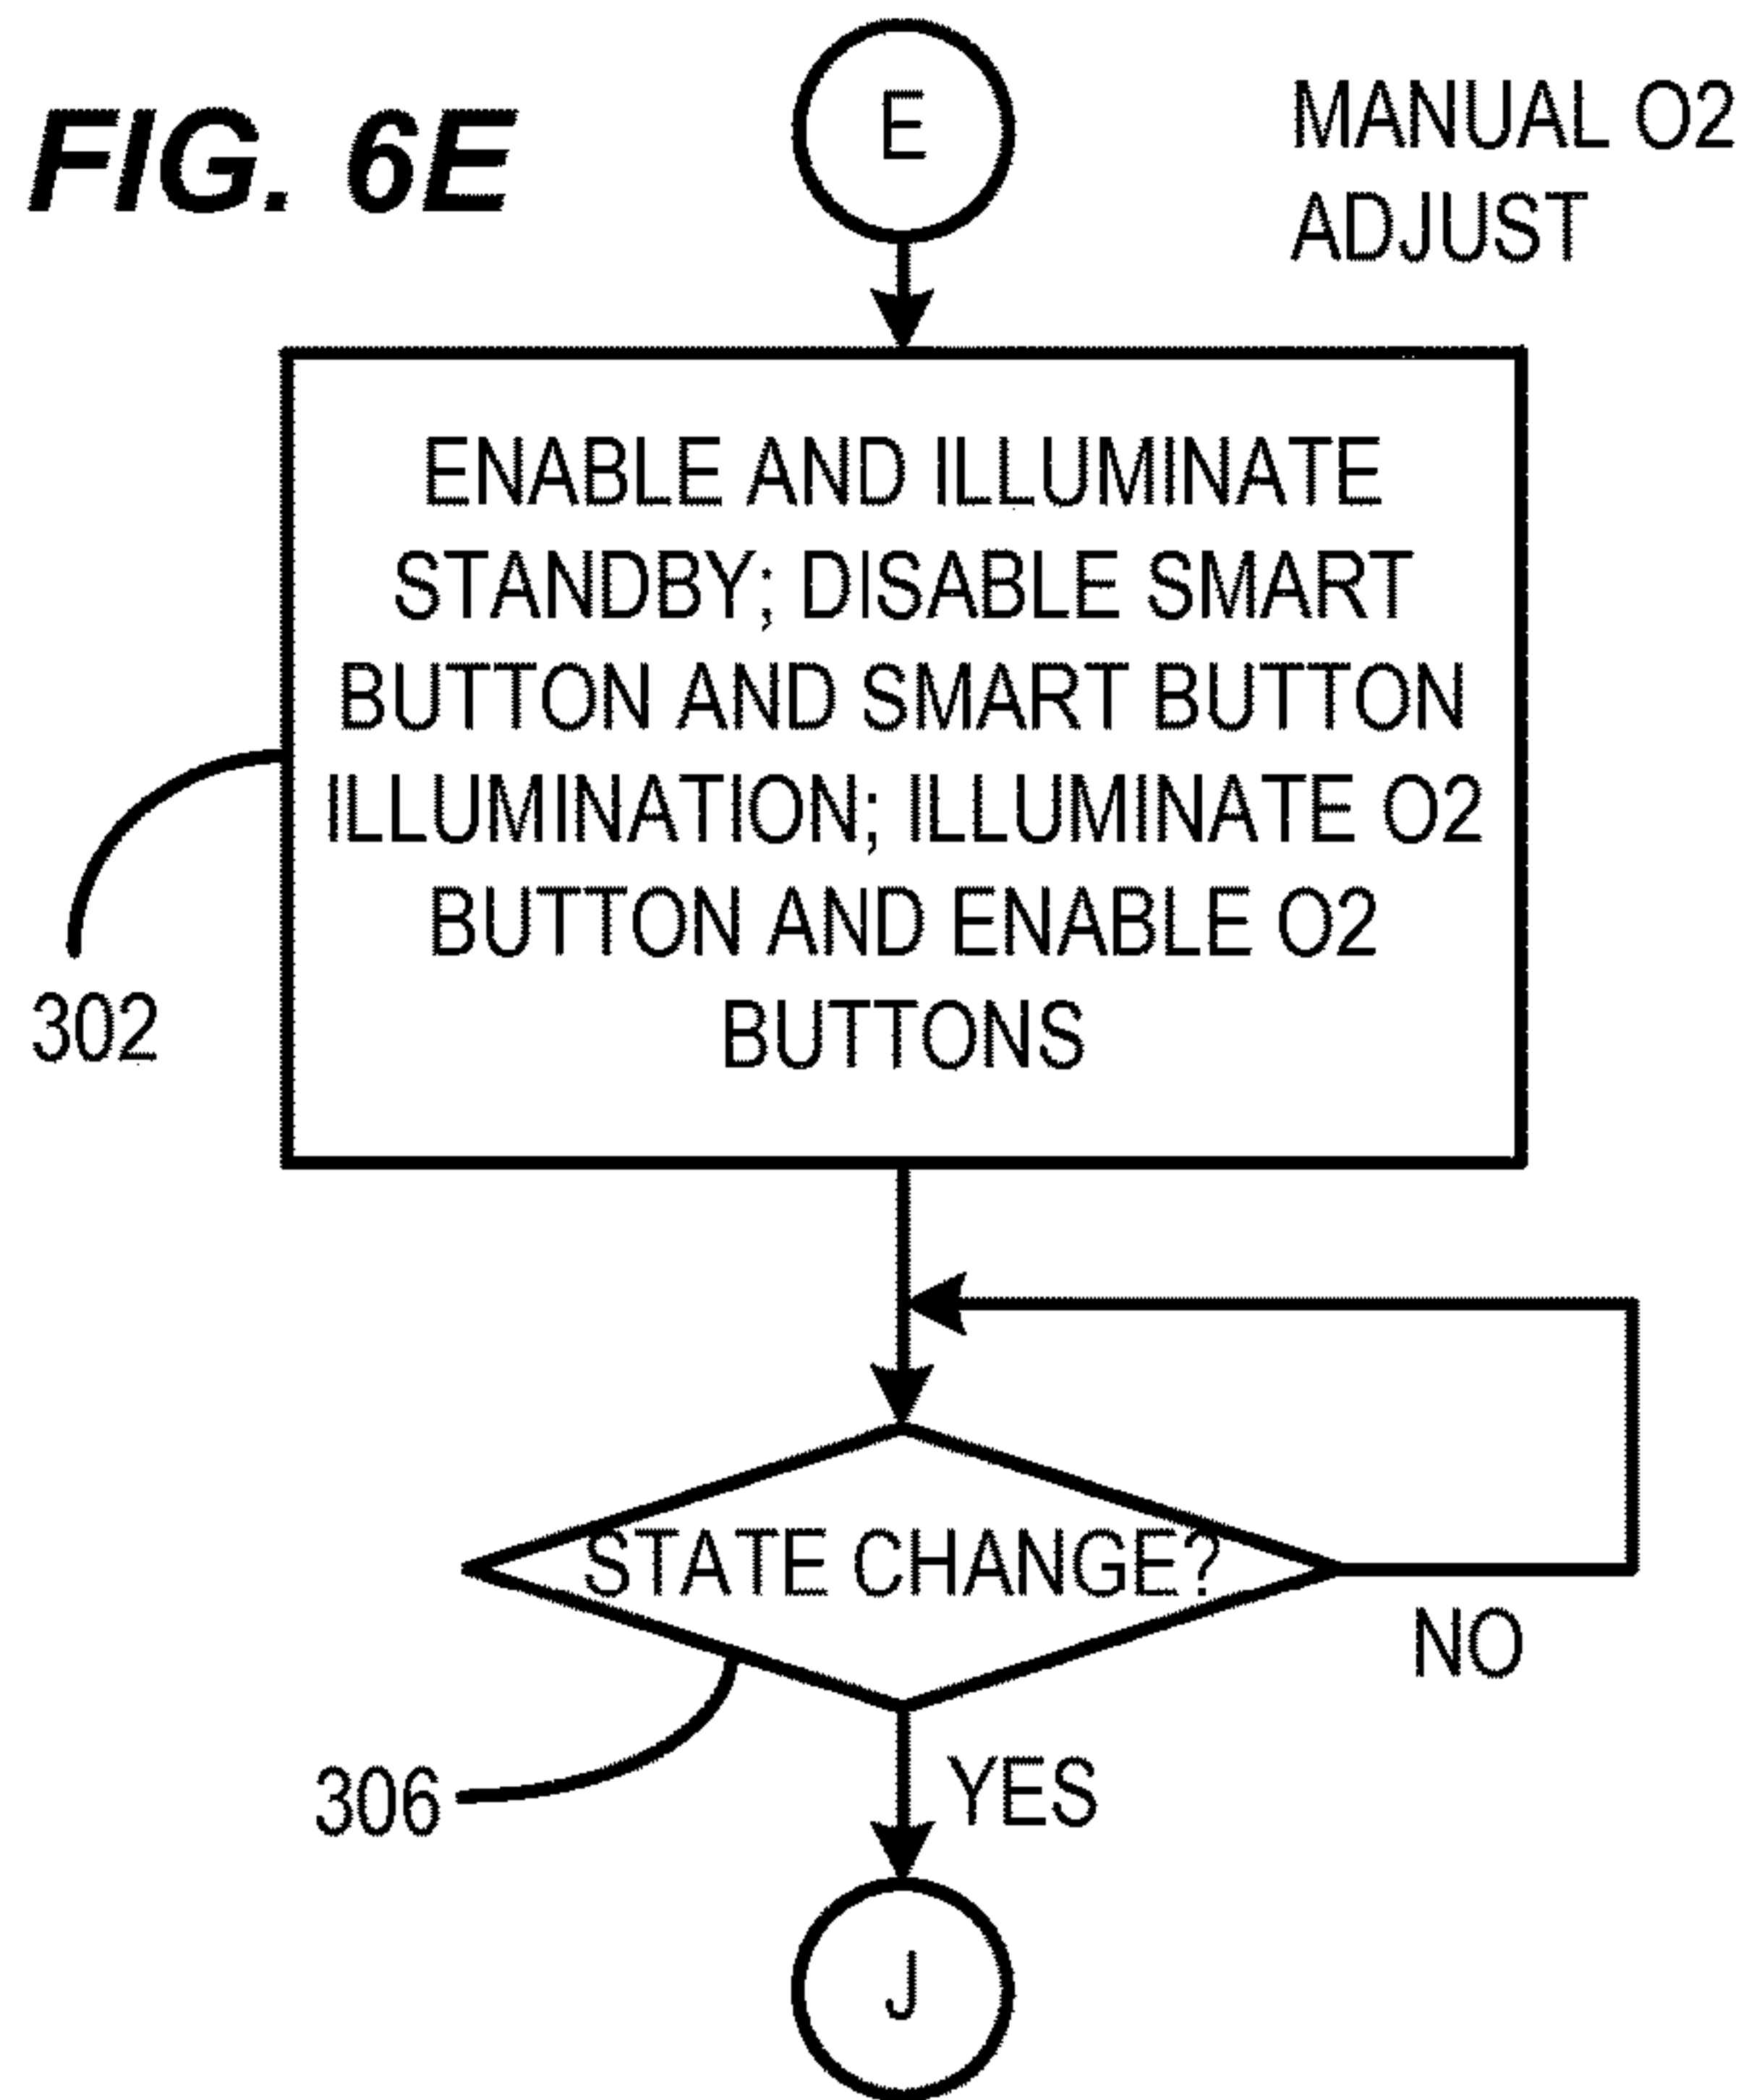 FIG. 6E
E
MANUAL O2
ADJUST
ENABLE AND ILLUMINATE
STANDBY; DISABLE SMART
BUTTON AND SMART BUTTON
ILLUMINATION; ILLUMINATE O2
BUTTON AND ENABLE O2
BUTTONS
302
STATE CHANGE?
NO
306
YES
J